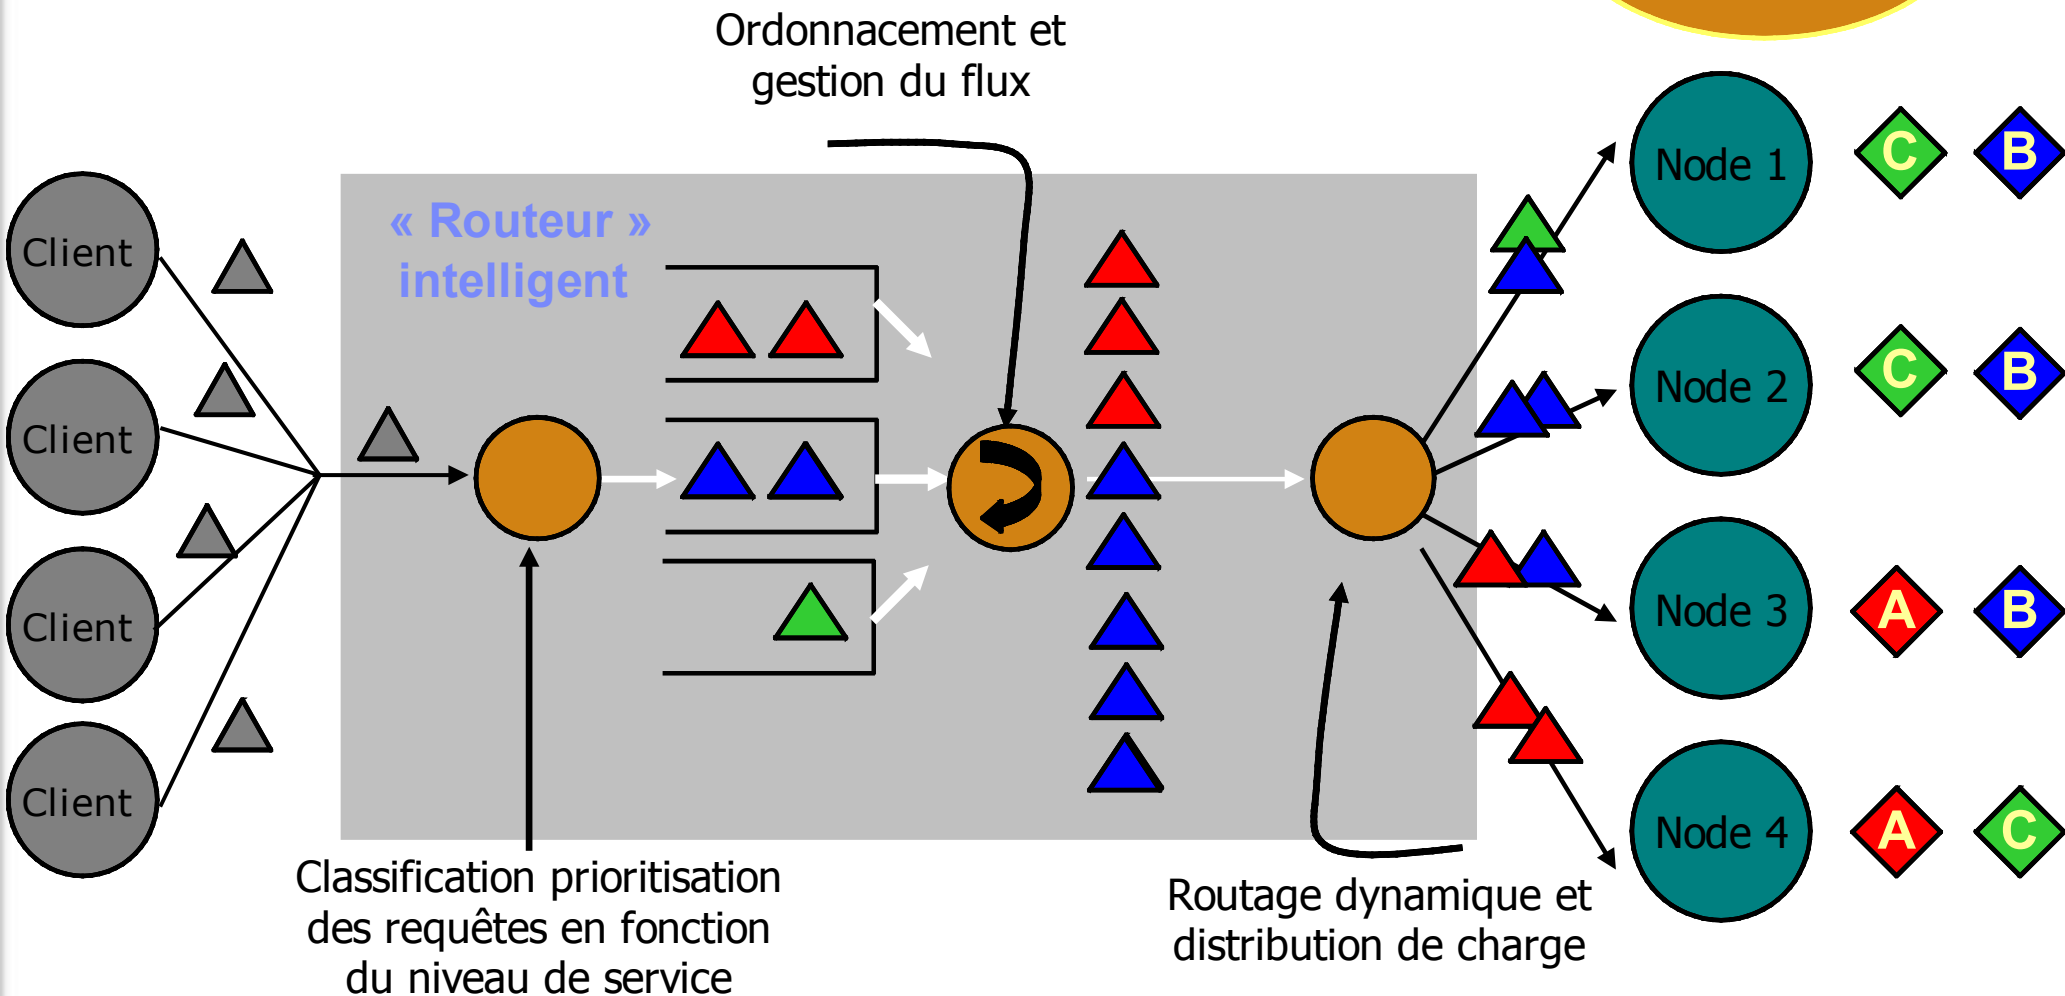 Ordonnacement et
gestion du flux
« Routeur »
intelligent
Client
Client
Client
Client
Node 1
C
B
Node 2
C
B
Node 3
A
B
Node 4
A
C
Classification prioritisation
des requêtes en fonction
du niveau de service
Routage dynamique et
distribution de charge